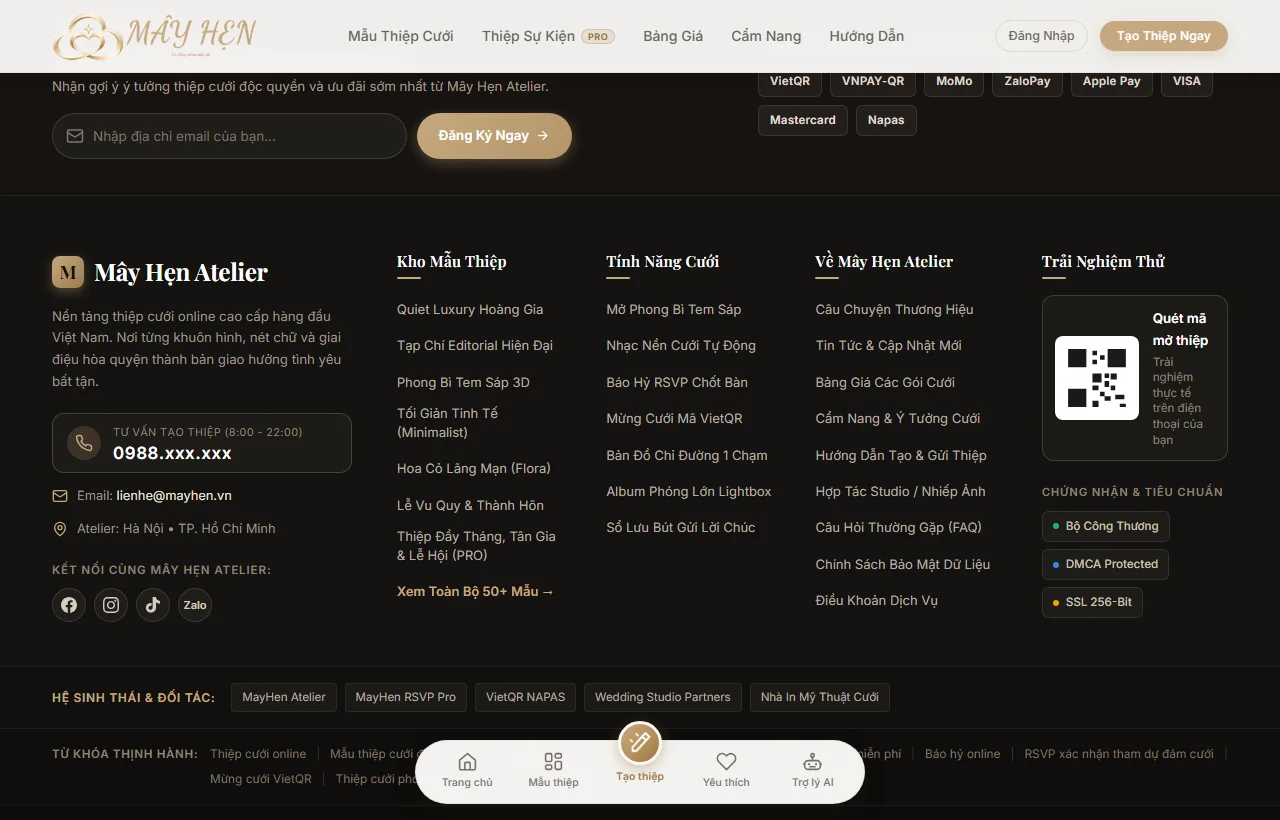 MÂY HẸN
Mẫu Thiệp Cưới
Thiệp Sự Kiện PRO
Bảng Giá
Cẩm Nang
Hướng Dẫn
Đăng Nhập
Tạo Thiệp Ngay
Nhận gợi ý ý tưởng thiệp cưới độc quyền và ưu đãi sớm nhất từ Mây Hẹn Atelier.
Nhập địa chỉ email của bạn...
Đăng Ký Ngay →
VietQR
VNPAY-QR
MoMo
ZaloPay
Apple Pay
VISA
Mastercard
Napas
M Mây Hẹn Atelier
Nền tảng thiệp cưới online cao cấp hàng đầu
Việt Nam. Nơi từng khuôn hình, nét chữ và giai
điệu hòa quyện thành bản giao hưởng tình yêu
bất tận.
TƯ VẤN TẠO THIỆP (8:00 - 22:00)
0988.xxx.xxx
Email: lienhe@mayhen.vn
Atelier: Hà Nội • TP. Hồ Chí Minh
KẾT NỐI CÙNG MÂY HẸN ATELIER:
Zalo
Kho Mẫu Thiệp
Quiet Luxury Hoàng Gia
Tạp Chí Editorial Hiện Đại
Phong Bì Tem Sáp 3D
Tối Giản Tinh Tế
(Minimalist)
Hoa Cỏ Lãng Mạn (Flora)
Lễ Vu Quy & Thành Hôn
Thiệp Đầy Tháng, Tân Gia
& Lễ Hội (PRO)
Xem Toàn Bộ 50+ Mẫu →
Tính Năng Cưới
Mở Phong Bì Tem Sáp
Nhạc Nền Cưới Tự Động
Báo Hỷ RSVP Chốt Bàn
Mừng Cưới Mã VietQR
Bản Đồ Chỉ Đường 1 Chạm
Album Phóng Lớn Lightbox
Sổ Lưu Bút Gửi Lời Chúc
Về Mây Hẹn Atelier
Câu Chuyện Thương Hiệu
Tin Tức & Cập Nhật Mới
Bảng Giá Các Gói Cưới
Cẩm Nang & Ý Tưởng Cưới
Hướng Dẫn Tạo & Gửi Thiệp
Hợp Tác Studio / Nhiếp Ảnh
Câu Hỏi Thường Gặp (FAQ)
Chính Sách Bảo Mật Dữ Liệu
Điều Khoản Dịch Vụ
Trải Nghiệm Thử
Quét mã
mở thiệp
Trải
nghiệm
thực tế
trên điện
thoại của
bạn
CHỨNG NHẬN & TIÊU CHUẨN
Bộ Công Thương
DMCA Protected
SSL 256-Bit
HỆ SINH THÁI & ĐỐI TÁC:
MayHen Atelier
MayHen RSVP Pro
VietQR NAPAS
Wedding Studio Partners
Nhà In Mỹ Thuật Cưới
TỪ KHÓA THỊNH HÀNH:
Thiệp cưới online
Mẫu thiệp cưới
phí
Báo hỷ online
RSVP xác nhận tham dự đám cưới
Mừng cưới VietQR
Thiệp cưới
Trang chủ
Mẫu thiệp
Tạo thiệp
Yêu thích
Trợ lý AI